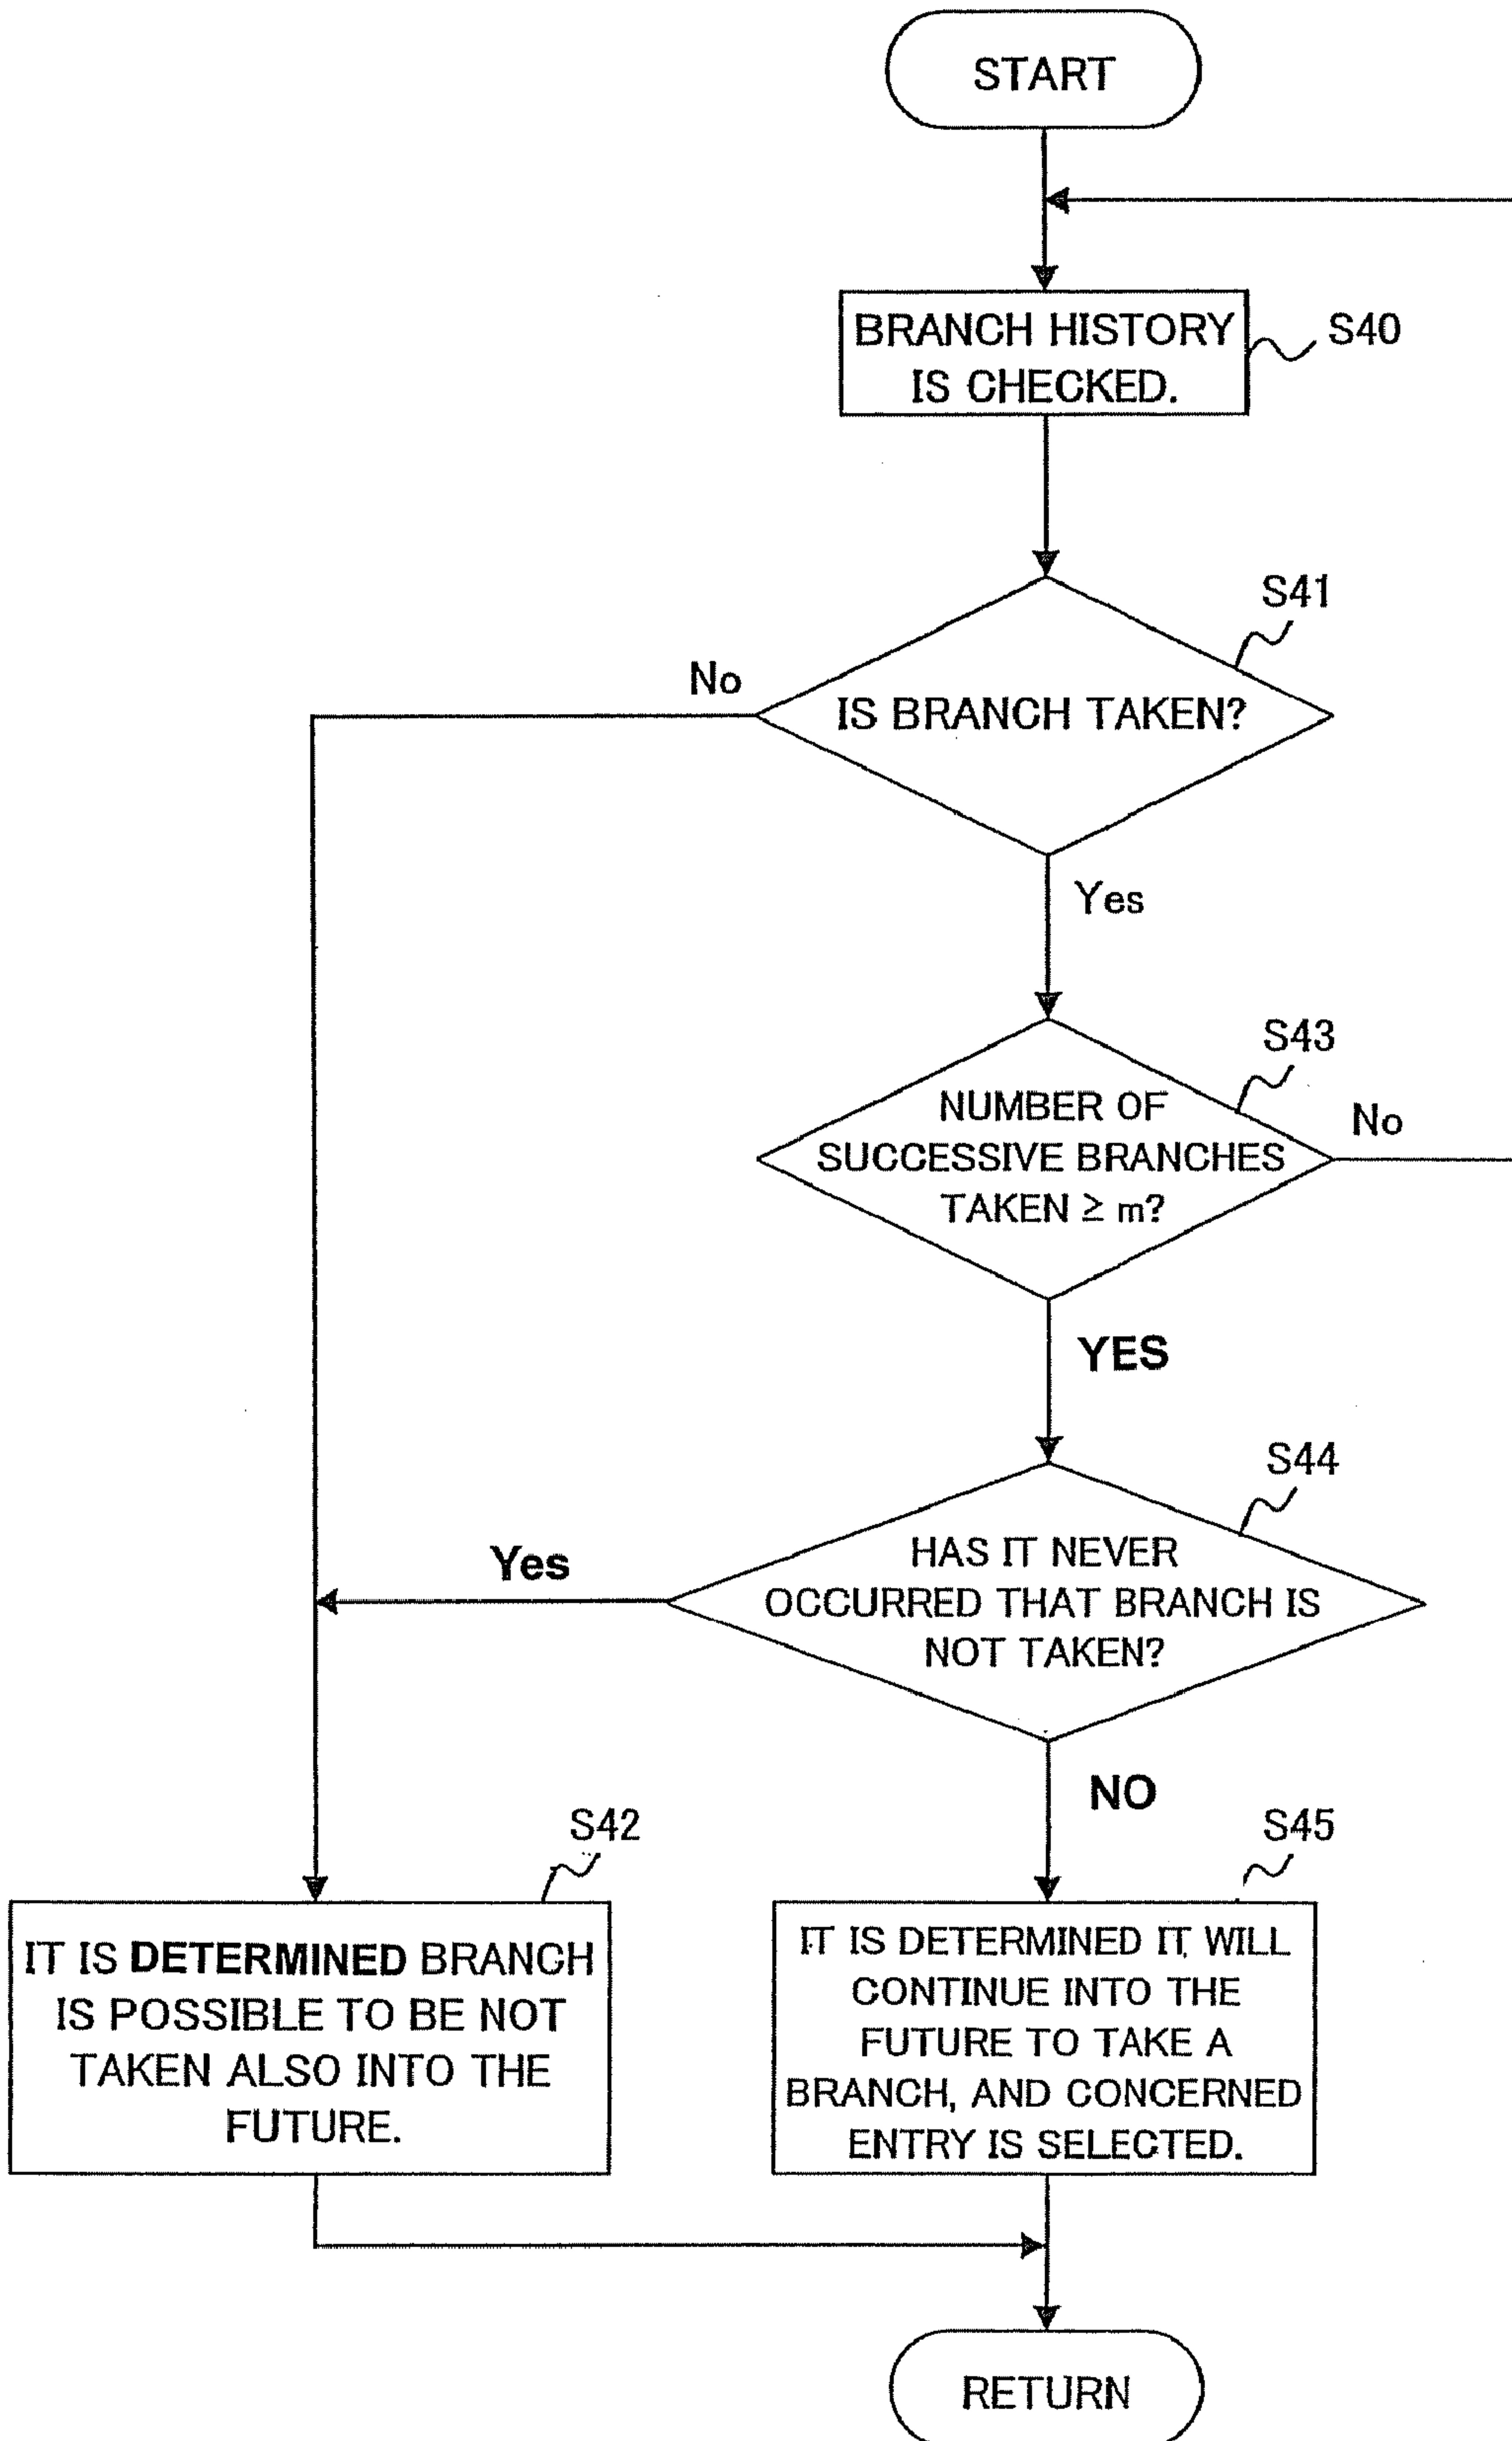 START
BRANCH HISTORY
IS CHECKED.
S40
S41
No
IS BRANCH TAKEN?
Yes
S43
NUMBER OF
SUCCESSIVE BRANCHES
TAKEN ≥ m?
No
YES
S44
HAS IT NEVER
OCCURRED THAT BRANCH IS
NOT TAKEN?
Yes
NO
S42
S45
IT IS DETERMINED BRANCH
IS POSSIBLE TO BE NOT
TAKEN ALSO INTO THE
FUTURE.
IT IS DETERMINED IT WILL
CONTINUE INTO THE
FUTURE TO TAKE A
BRANCH, AND CONCERNED
ENTRY IS SELECTED.
RETURN